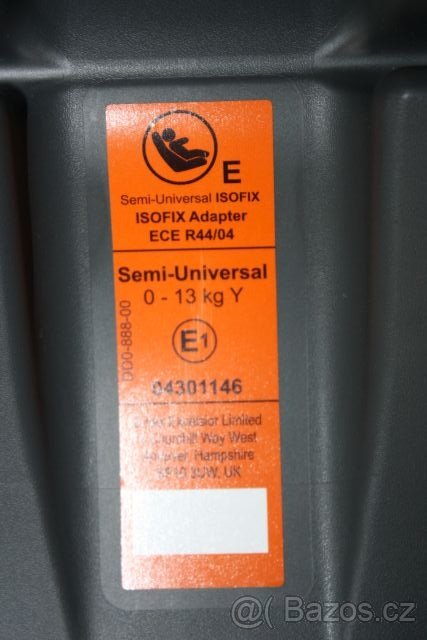 E
Semi-Universal ISOFIX
ISOFIX Adapter
ECE R44/04
Semi-Universal
0 - 13 kg Y
E1
04301146
Excelsior Limited
Churchill Way West
Hampshire
UK
Bazos.cz